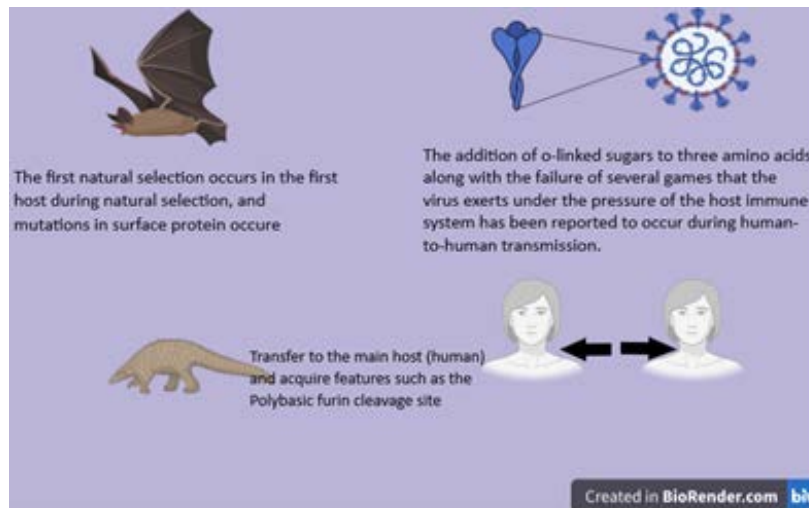 The first natural selection occurs in the first
host during natural selection, and
mutations in surface protein occure
The addition of o-linked sugars to three amino acids
along with the failure of several games that the
virus exerts under the pressure of the host immune
system has been reported to occur during human-
to-human transmission.
Transfer to the main host (human)
and acquire features such as the
Polybasic furin cleavage site
Created in BioRender.com